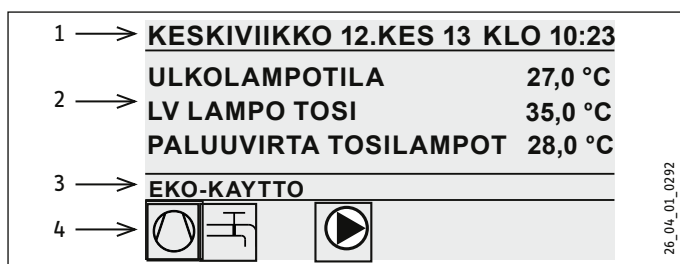 1 KESKIVIIKKO 12.KES 13 KLO 10:23
ULKOLAMPOTILA 27,0 °C
2 LV LAMPO TOSI 35,0 °C
PALUUVIRTA TOSILAMPOT 28,0 °C
3 EKO-KAYTTO
4
26_04_01_0292